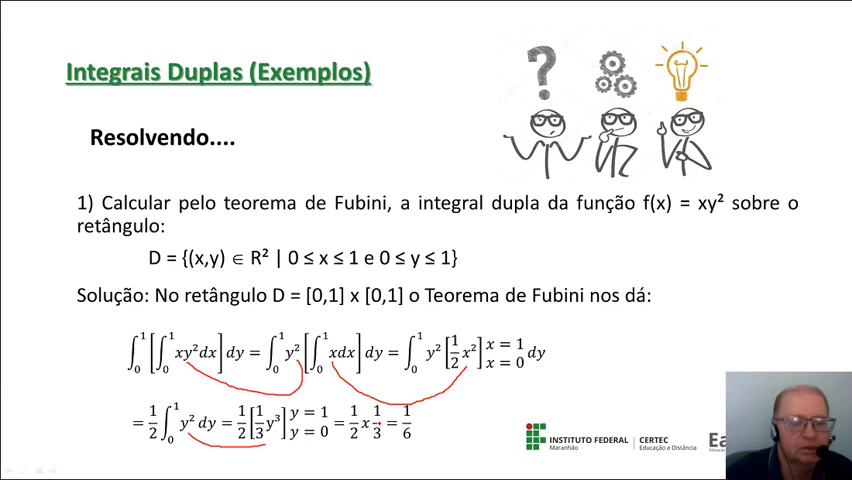 Integrais Duplas (Exemplos)
Resolvendo....
1) Calcular pelo teorema de Fubini, a integral dupla da função f(x) = xy² sobre o
retângulo:
D = {(x,y) ∈ R² | 0 ≤ x ≤ 1 e 0 ≤ y ≤ 1}
Solução: No retângulo D = [0,1] x [0,1] o Teorema de Fubini nos dá:
∫₀¹ [∫₀¹ xy²dx] dy = ∫₀¹ y² [∫₀¹ xdx] dy = ∫₀¹ y² [1/2 x²] x = 1 x = 0 dy
= 1/2 ∫₀¹ y² dy = 1/2 [1/3 y³] y = 1 y = 0 = 1/2 x 1/3 = 1/6
INSTITUTO FEDERAL
Maranhão
CERTEC
Educação a Distância